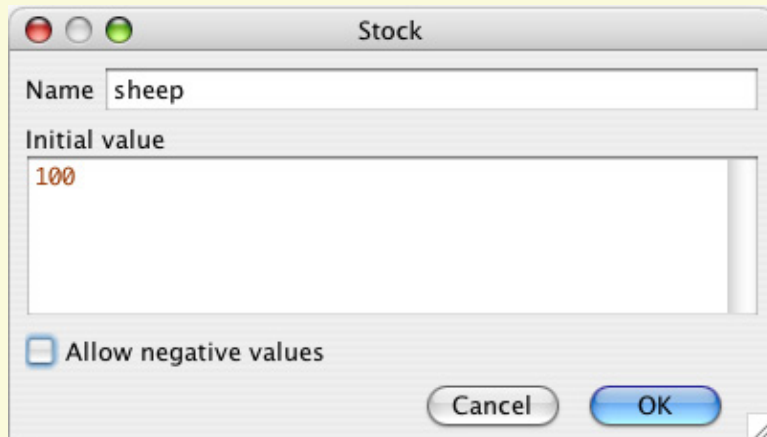 Stock
Name sheep
Initial value
100
Allow negative values
Cancel OK